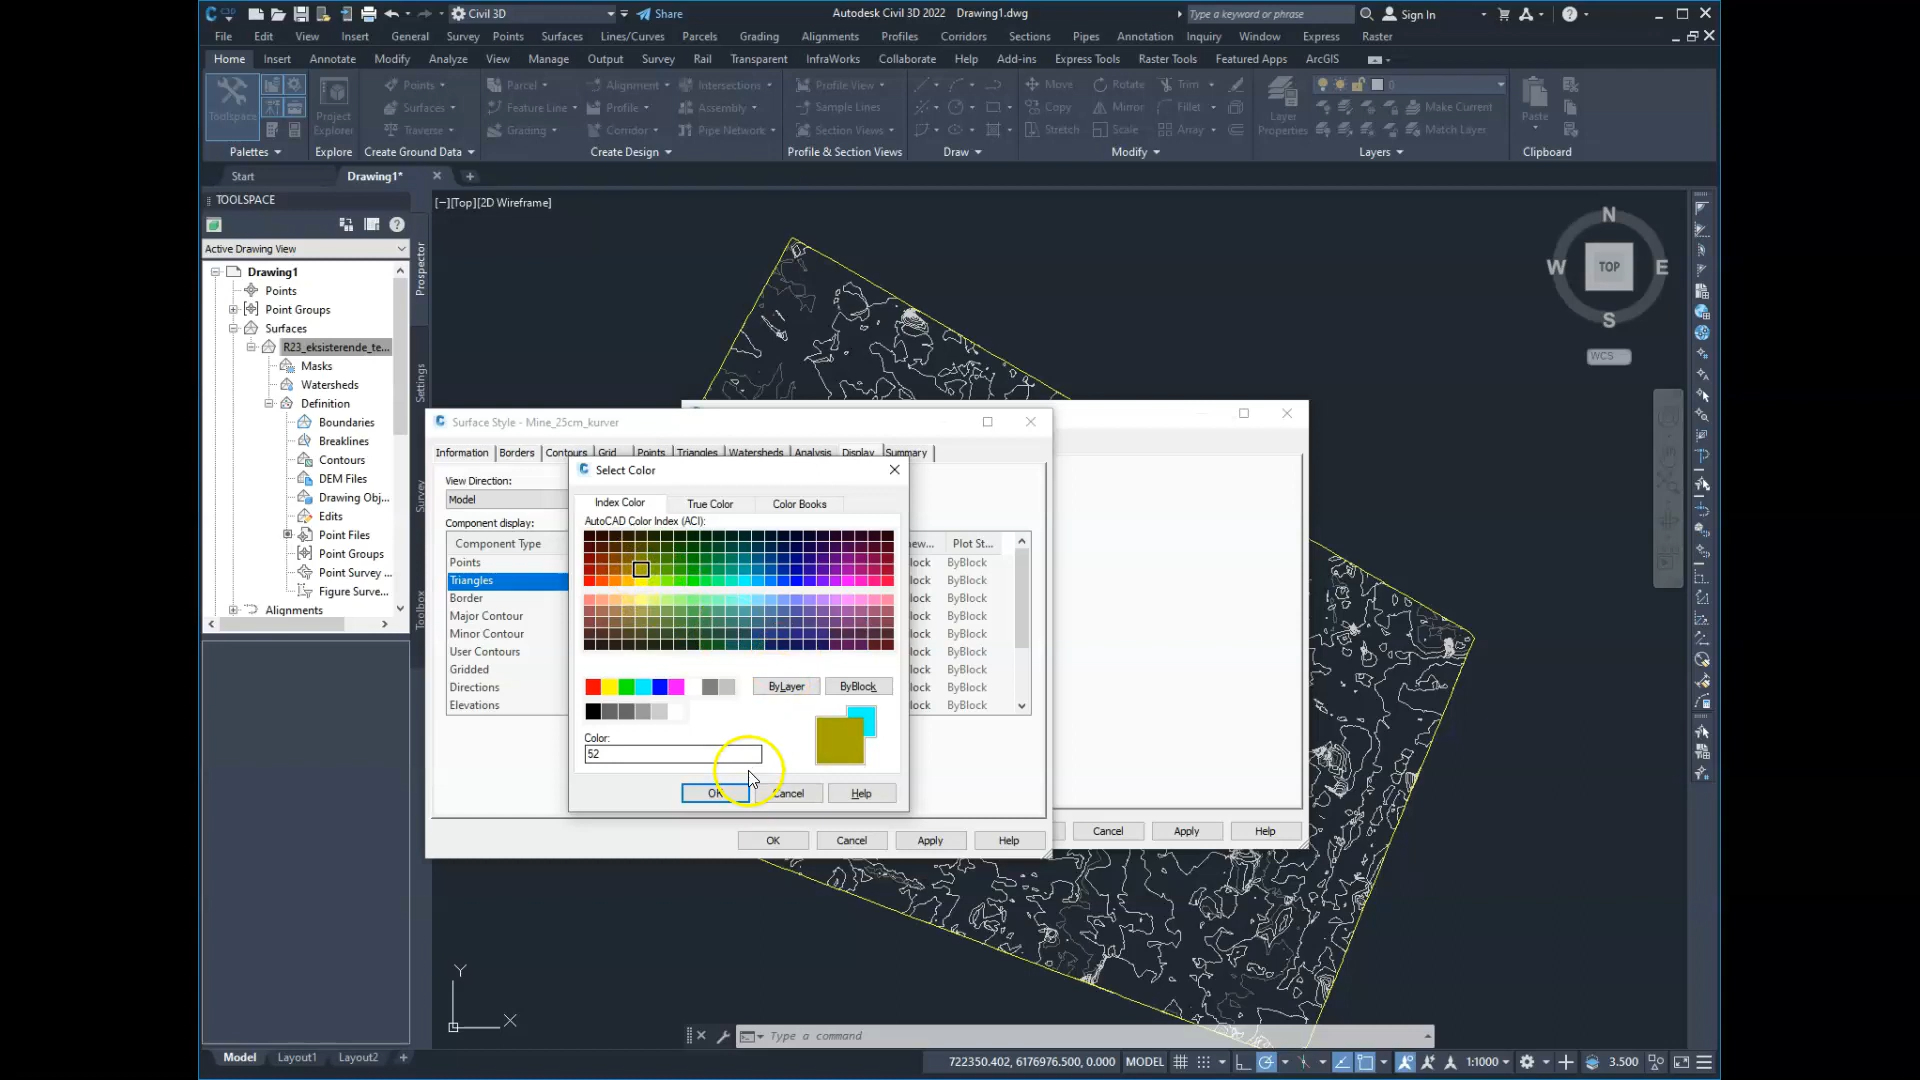 Civil 3D
Share
Autodesk Civil 3D 2022 Drawing1.dwg
Type a keyword or phrase
Sign In
File Edit View Insert General Survey Points Surfaces Lines/Curves Parcels Grading Alignments Profiles Corridors Sections Pipes Annotation Inquiry Window Express Raster
Home Insert Annotate Modify Analyze View Manage Output Survey Rail Transparent InfraWorks Collaborate Help Add-ins Express Tools Raster Tools Featured Apps ArcGIS
Points Parcel Alignment Intersections Profile View Move Rotate Trim 0
Toolspace Project Explorer Surfaces Feature Line Profile Assembly Sample Lines Copy Mirror Fillet Layer Properties Make Current Paste
Traverse Grading Corridor Pipe Network Section Views Stretch Scale Array Match Layer
Palettes Explore Create Ground Data Create Design Profile & Section Views Draw Modify Layers Clipboard
Start Drawing1* +
TOOLSPACE
[−][Top][2D Wireframe]
Active Drawing View
Drawing1
Points
Point Groups
Surfaces
R23_eksisterende_te...
Masks
Watersheds
Definition
Boundaries
Breaklines
Contours
DEM Files
Drawing Obj...
Edits
Point Files
Point Groups
Point Survey ...
Figure Surve...
Alignments
Prospector
Settings
Survey
Toolbox
N
W TOP E
S
WCS
Surface Style - Mine_25cm_kurver
Information Borders Contours Grid Points Triangles Watersheds Analysis Display Summary
View Direction:
Model
Component display:
Component Type
Points
Triangles
Border
Major Contour
Minor Contour
User Contours
Gridded
Directions
Elevations
ew... Plot St...
lock ByBlock
lock ByBlock
lock ByBlock
lock ByBlock
lock ByBlock
lock ByBlock
lock ByBlock
lock ByBlock
lock ByBlock
Select Color
Index Color True Color Color Books
AutoCAD Color Index (ACI):
ByLayer ByBlock
Color:
52
OK Cancel Help
OK Cancel Apply Help
Cancel Apply Help
Y
X
Type a command
Model Layout1 Layout2 +
722350.402, 6176976.500, 0.000 MODEL 1:1000 3.500